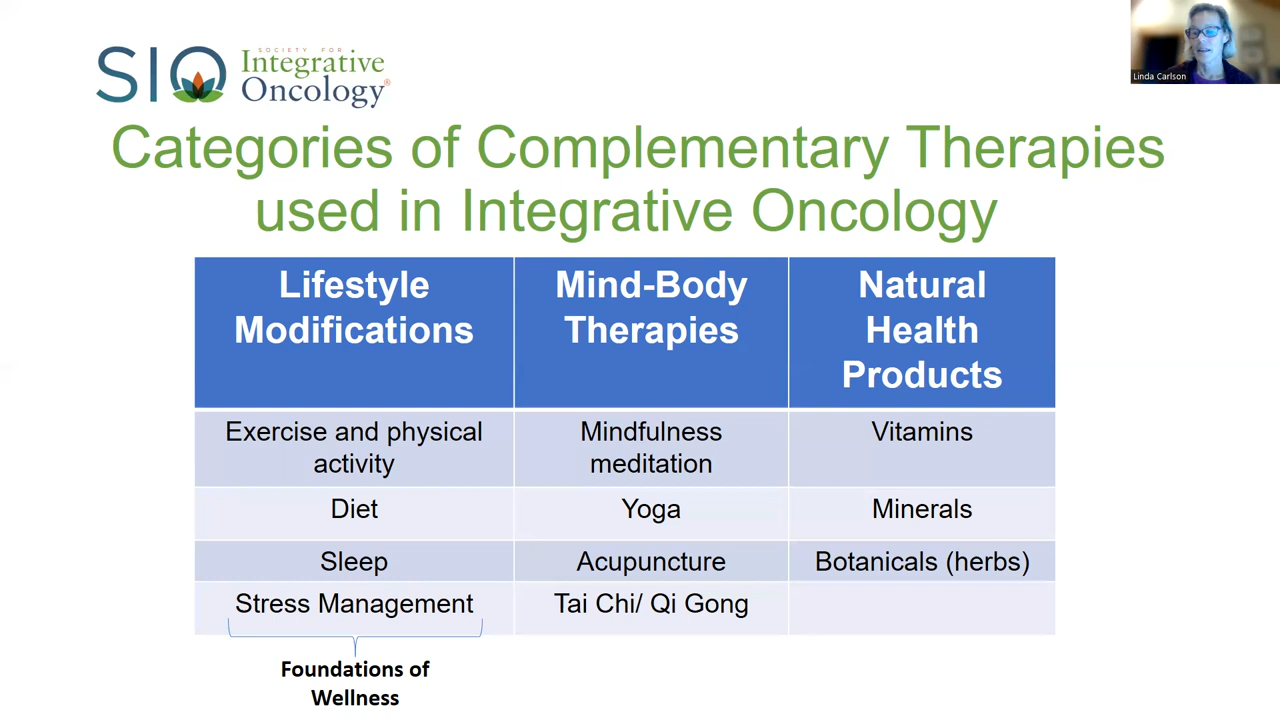 SIO
SOCIETY FOR
Integrative
Oncology®
Linda Carlson
Categories of Complementary Therapies
used in Integrative Oncology
Lifestyle
Modifications
Mind-Body
Therapies
Natural
Health
Products
Exercise and physical
activity
Mindfulness
meditation
Vitamins
Diet
Yoga
Minerals
Sleep
Acupuncture
Botanicals (herbs)
Stress Management
Tai Chi/ Qi Gong
Foundations of
Wellness